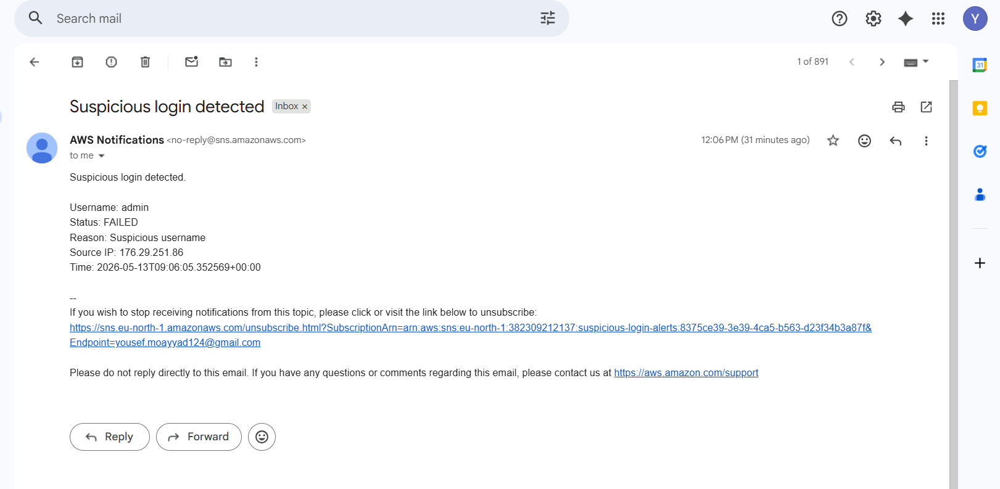 Search mail
Y
1 of 891
31
Suspicious login detected Inbox ×
AWS Notifications <no-reply@sns.amazonaws.com> 12:06 PM (31 minutes ago)
to me
Suspicious login detected.
Username: admin
Status: FAILED
Reason: Suspicious username
Source IP: 176.29.251.86
Time: 2026-05-13T09:06:05.352569+00:00
--
If you wish to stop receiving notifications from this topic, please click or visit the link below to unsubscribe:
https://sns.eu-north-1.amazonaws.com/unsubscribe.html?SubscriptionArn=arn:aws:sns:eu-north-1:382309212137:suspicious-login-alerts:8375ce39-3e39-4ca5-b563-d23f34b3a87f&
Endpoint=yousef.moayyad124@gmail.com
Please do not reply directly to this email. If you have any questions or comments regarding this email, please contact us at https://aws.amazon.com/support
Reply Forward